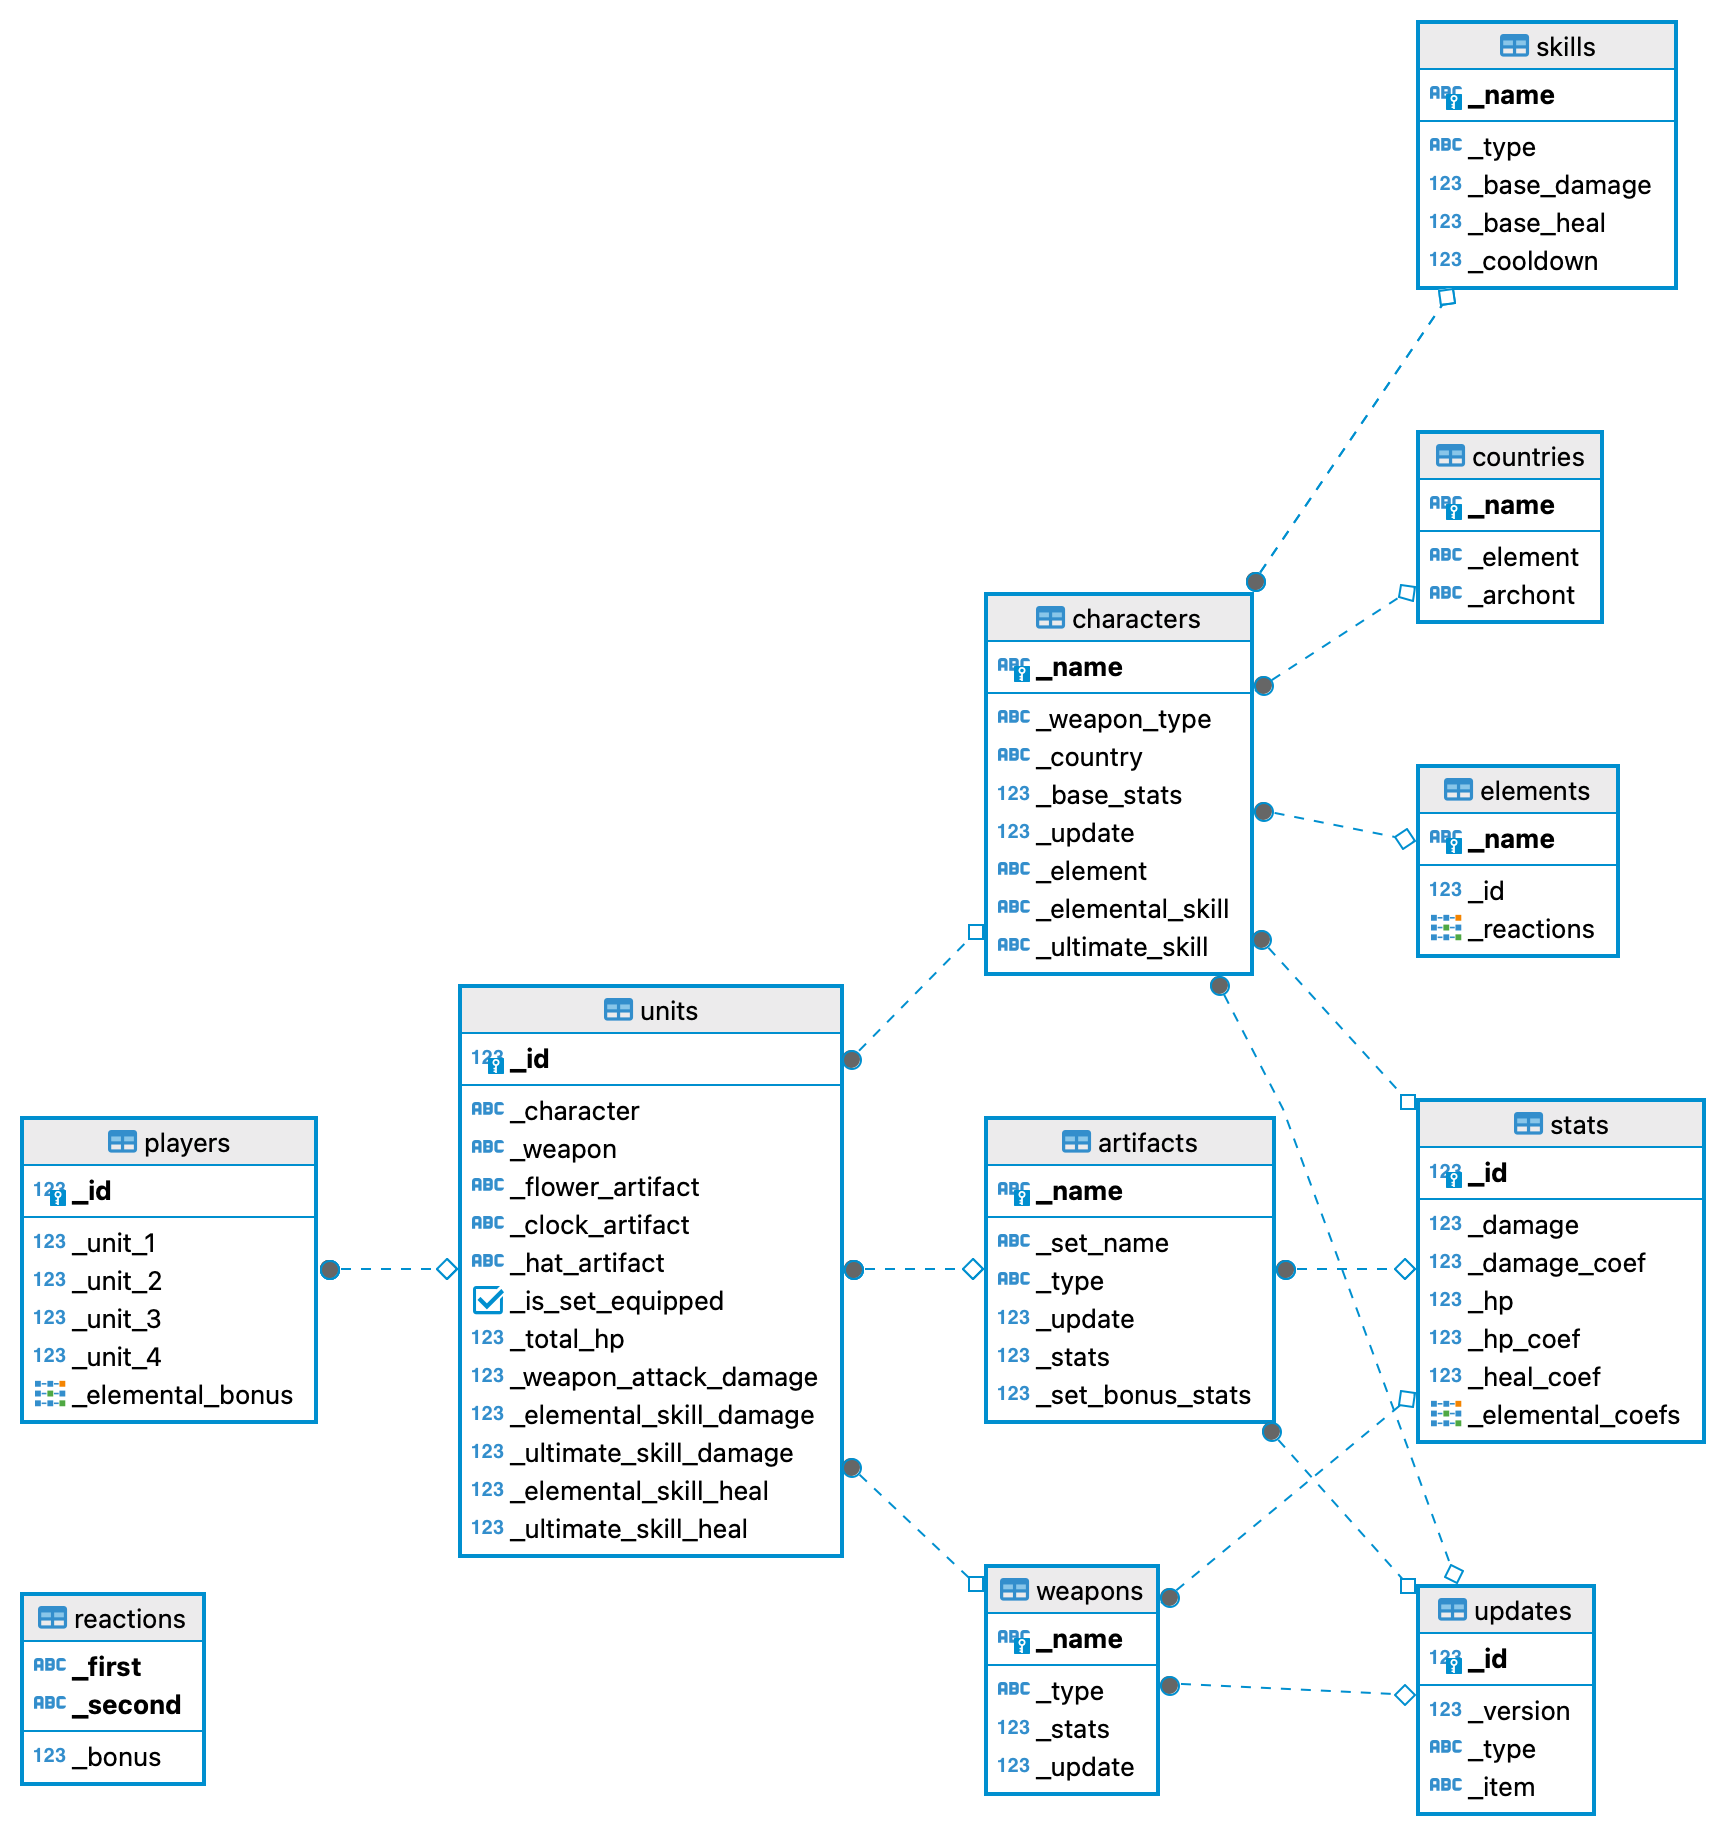 skills
ABC _name
ABC _type
123 _base_damage
123 _base_heal
123 _cooldown
countries
ABC _name
ABC _element
ABC _archont
characters
ABC _name
ABC _weapon_type
ABC _country
123 _base_stats
123 _update
ABC _element
ABC _elemental_skill
ABC _ultimate_skill
elements
ABC _name
123 _id
_reactions
units
123 _id
ABC _character
ABC _weapon
ABC _flower_artifact
ABC _clock_artifact
ABC _hat_artifact
_is_set_equipped
123 _total_hp
123 _weapon_attack_damage
123 _elemental_skill_damage
123 _ultimate_skill_damage
123 _elemental_skill_heal
123 _ultimate_skill_heal
players
123 _id
123 _unit_1
123 _unit_2
123 _unit_3
123 _unit_4
_elemental_bonus
artifacts
ABC _name
ABC _set_name
ABC _type
123 _update
123 _stats
123 _set_bonus_stats
stats
123 _id
123 _damage
123 _damage_coef
123 _hp
123 _hp_coef
123 _heal_coef
_elemental_coefs
reactions
ABC _first
ABC _second
123 _bonus
weapons
ABC _name
ABC _type
123 _stats
123 _update
updates
123 _id
123 _version
ABC _type
ABC _item